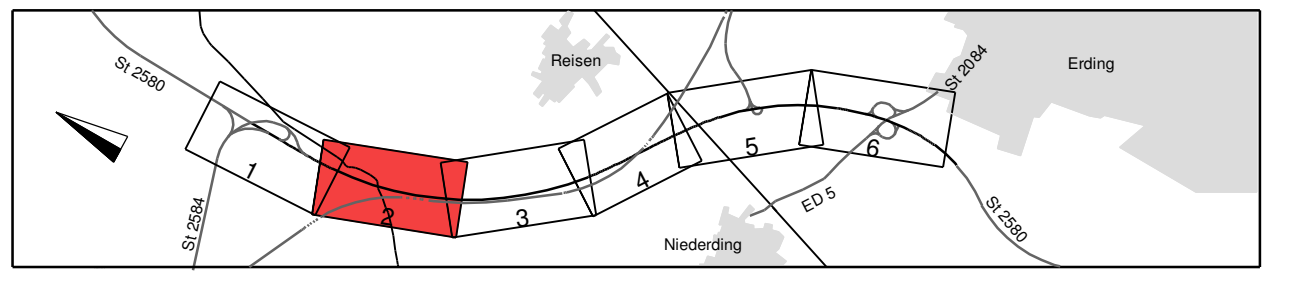 St 2580
Reisen
Erding
St 2084
1
2
3
4
5
6
St 2584
ED 5
Niederding
St 2580